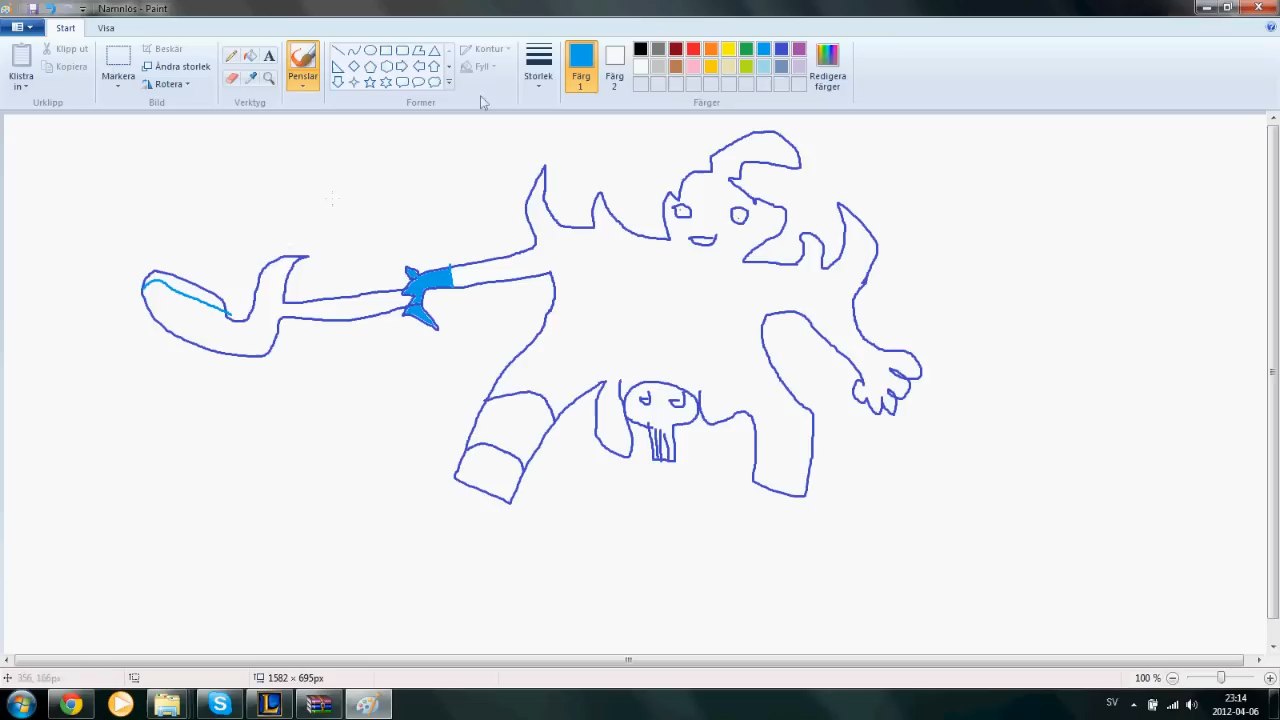 Namnlös - Paint
Start Visa
Klistra in
Klipp ut
Kopiera
Urklipp
Markera
Beskär
Ändra storlek
Rotera
Bild
A
Verktyg
Penslar
Kontur
Fyll
Former
Storlek
Färg 1
Färg 2
Redigera färger
Färger
356, 166px
1582 × 695px
100 %
SV
23:14
2012-04-06